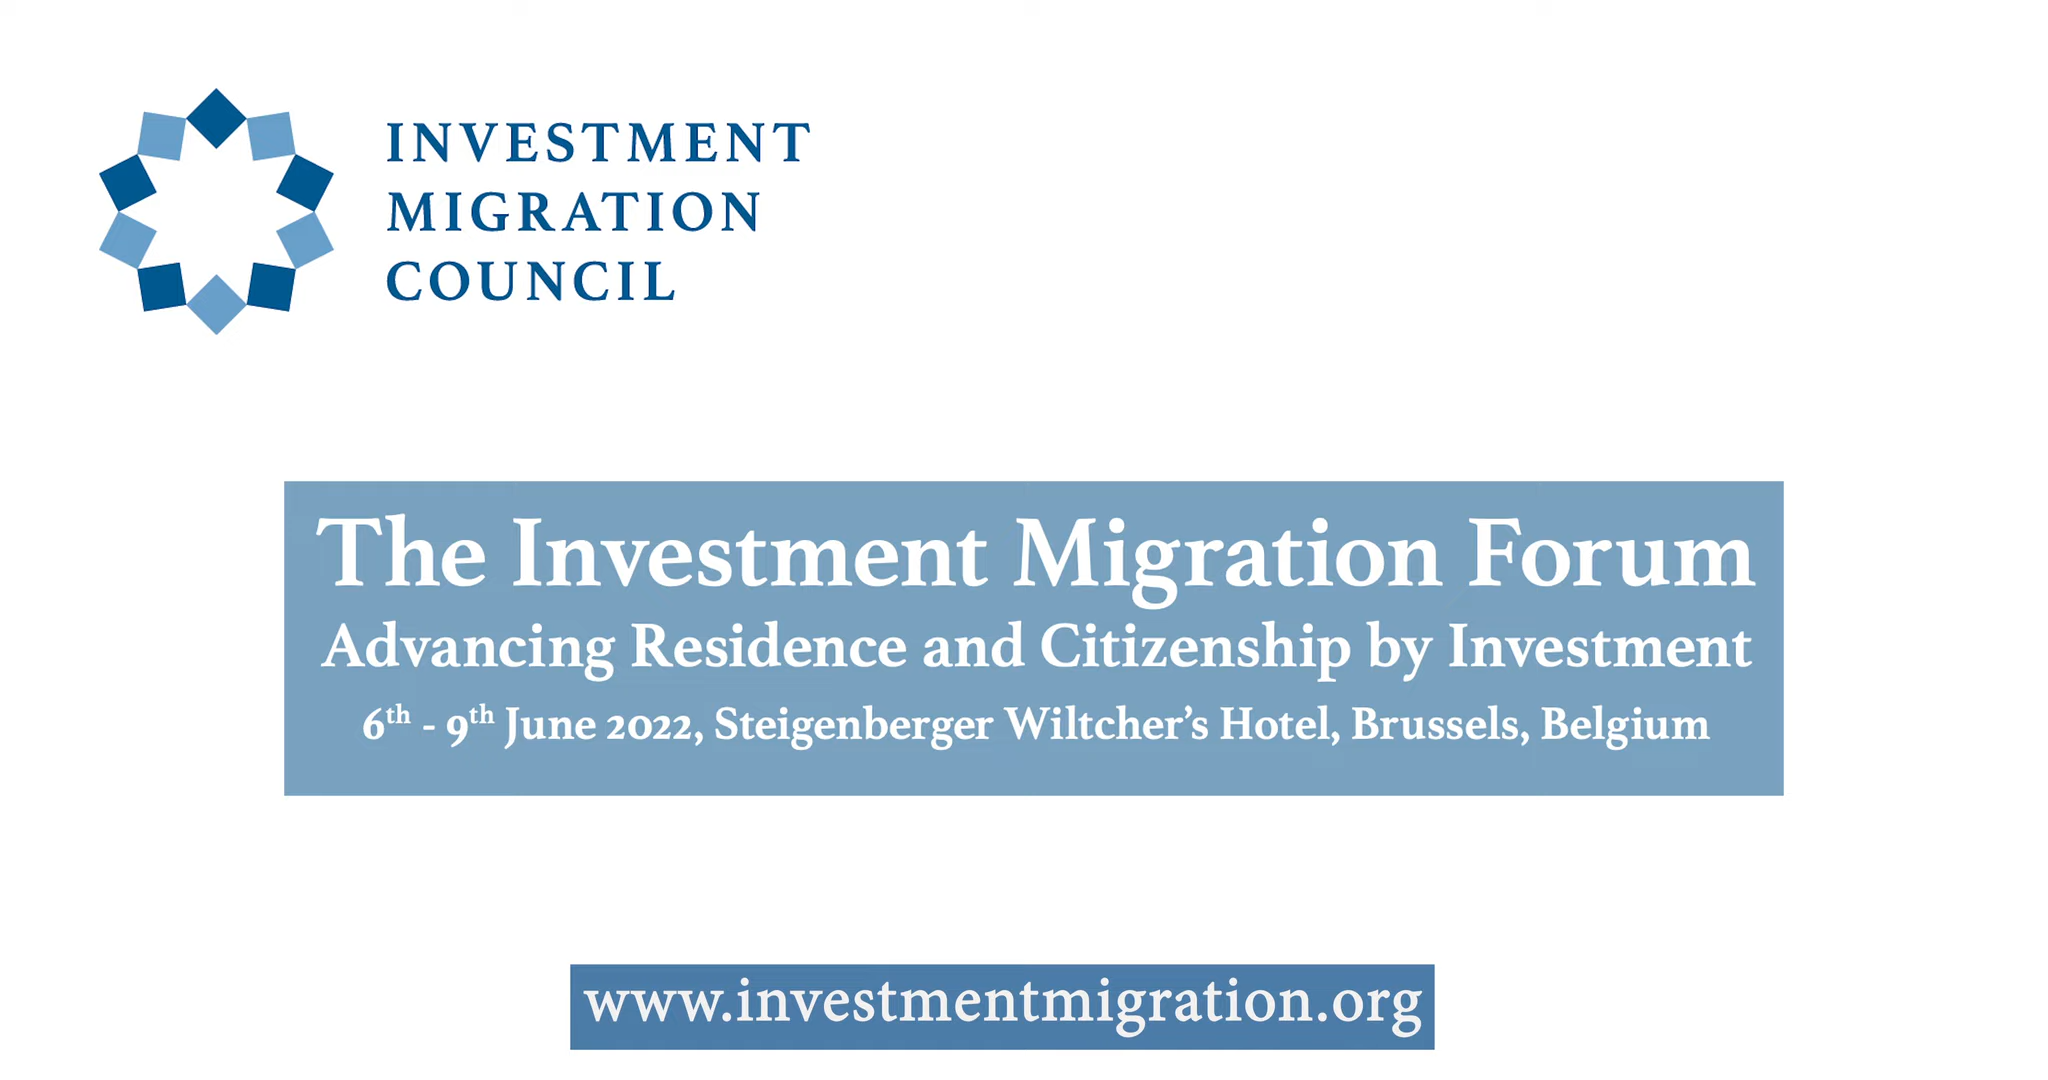 INVESTMENT
MIGRATION
COUNCIL
The Investment Migration Forum
Advancing Residence and Citizenship by Investment
6th - 9th June 2022, Steigenberger Wiltcher’s Hotel, Brussels, Belgium
www.investmentmigration.org